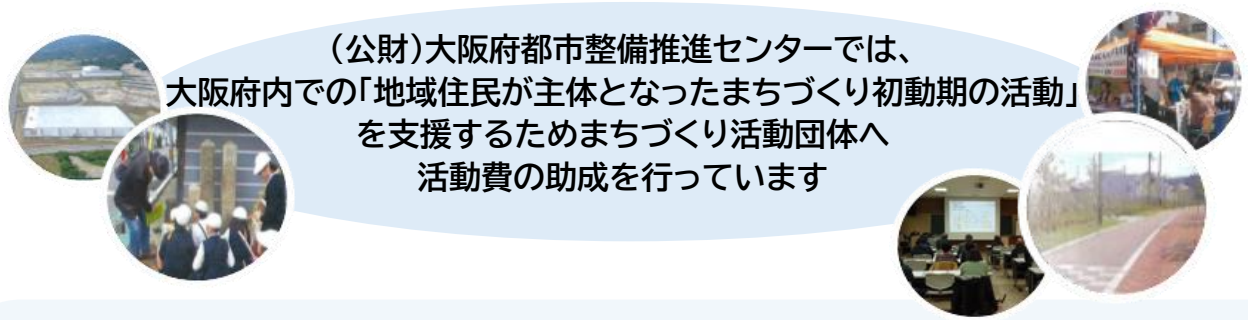 （公財）大阪府都市整備推進センターでは、
大阪府内での「地域住民が主体となったまちづくり初動期の活動」
を支援するためまちづくり活動団体へ
活動費の助成を行っています